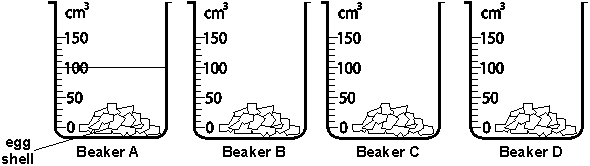 cm³ cm³ cm³ cm³
150 150 150 150
100 100 100 100
50 50 50 50
0 0 0 0
egg
shell
Beaker A Beaker B Beaker C Beaker D